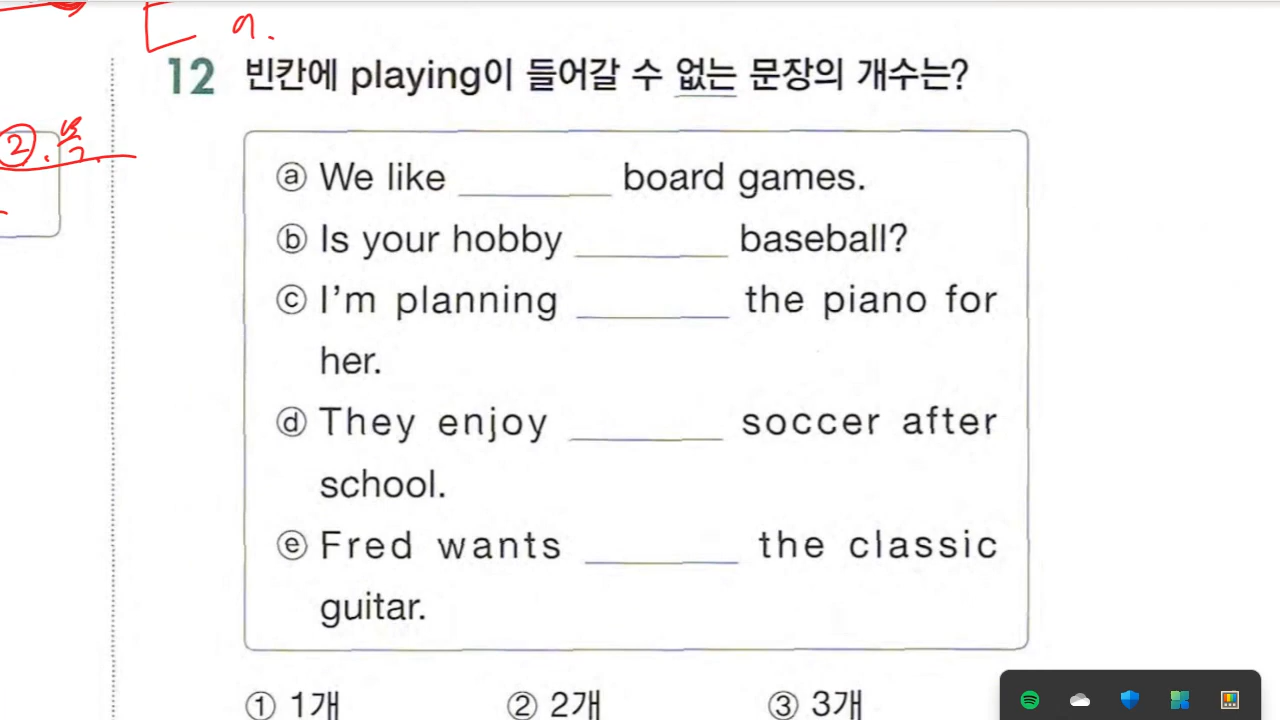 a.
12 빈칸에 playing이 들어갈 수 없는 문장의 개수는?
②.
ⓐ We like ________ board games.
ⓑ Is your hobby ________ baseball?
ⓒ I'm planning ________ the piano for
her.
ⓓ They enjoy ________ soccer after
school.
ⓔ Fred wants ________ the classic
guitar.
① 1개 ② 2개 ③ 3개